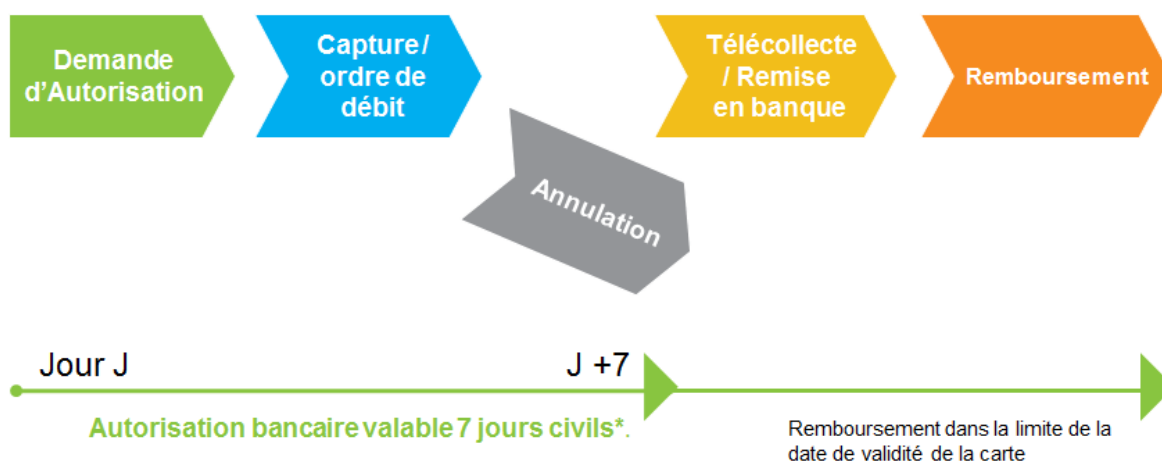 Demande
d'Autorisation
Capture /
ordre de
débit
Annulation
Télécollecte
/ Remise
en banque
Remboursement
Jour J
J +7
Autorisation bancaire valable 7 jours civils*.
Remboursement dans la limite de la
date de validité de la carte